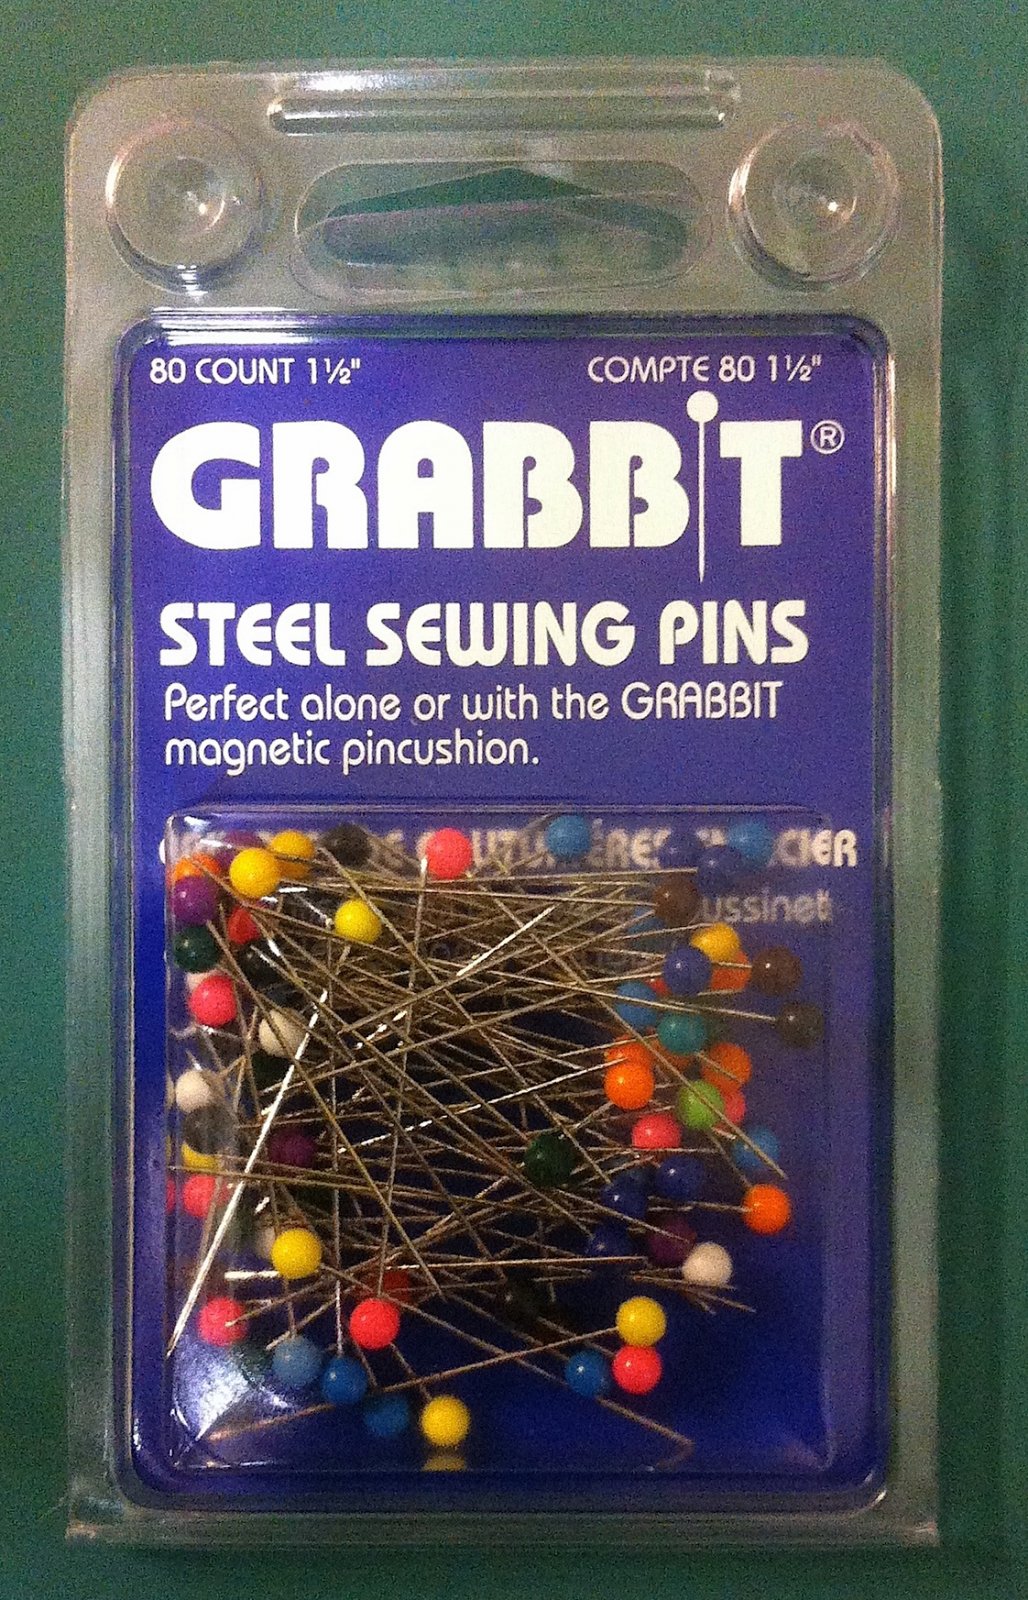 80 COUNT 1½" COMPTE 80 1½"
GRABBiT®
STEEL SEWING PINS
Perfect alone or with the GRABBIT
magnetic pincushion.